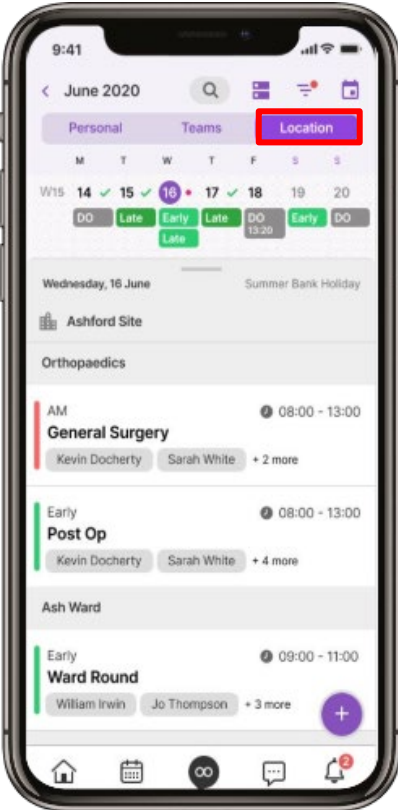 9:41
June 2020
Personal Teams Location
M T W T F S S
W15 14 15 16 17 18 19 20
DO Late Early Late DO Early DO
13:20
Late
Wednesday, 16 June Summer Bank Holiday
Ashford Site
Orthopaedics
AM 08:00 - 13:00
General Surgery
Kevin Docherty Sarah White + 2 more
Early 08:00 - 13:00
Post Op
Kevin Docherty Sarah White + 4 more
Ash Ward
Early 09:00 - 11:00
Ward Round
William Irwin Jo Thompson + 3 more
2